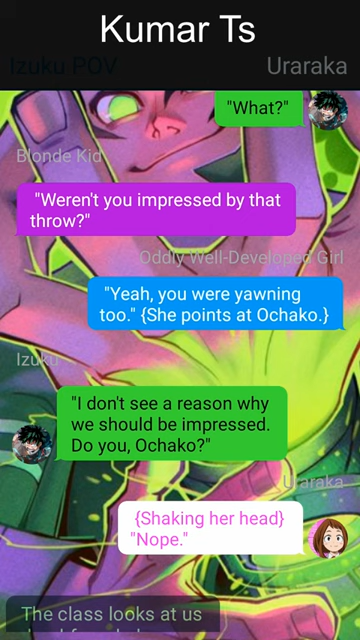 Kumar Ts
Izuku POV
Uraraka
"What?"
Blonde Kid
"Weren't you impressed by that
throw?"
Oddly Well-Developed Girl
"Yeah, you were yawning
too." {She points at Ochako.}
Izuku
"I don't see a reason why
we should be impressed.
Do you, Ochako?"
Uraraka
{Shaking her head}
"Nope."
The class looks at us